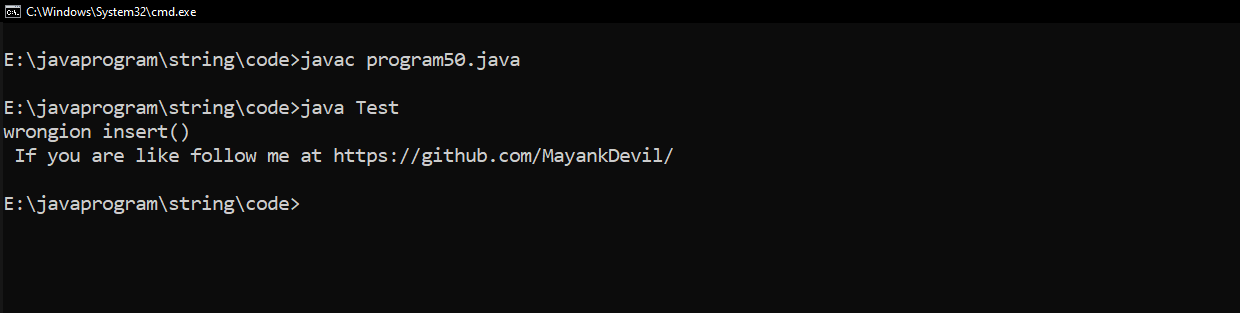 C:\Windows\System32\cmd.exe
E:\javaprogram\string\code>javac program50.java
E:\javaprogram\string\code>java Test
wrongion insert()
If you are like follow me at https://github.com/MayankDevil/
E:\javaprogram\string\code>